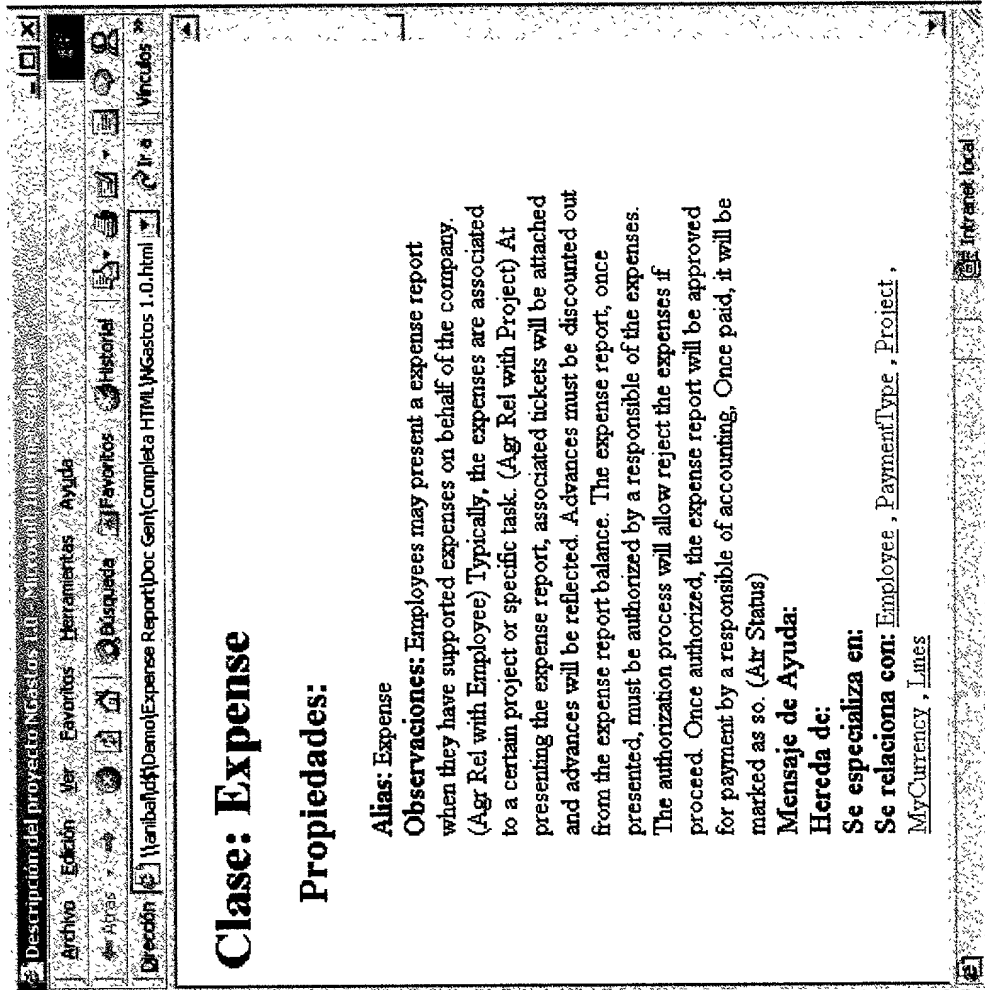 Descripción del proyecto NGastos
Archivo Edición Ver Favoritos Herramientas Ayuda
Atrás Búsqueda Favoritos Historial
Dirección \\anibal\d$\Demo\Expense Report\Doc Gen\Completa HTML\NGastos 1.0.html Ir a Vínculos »
Clase: Expense
Propiedades:
Alias: Expense
Observaciones: Employees may present a expense report
when they have supported expenses on behalf of the company.
(Agr Rel with Employee) Typically, the expenses are associated
to a certain project or specific task. (Agr Rel with Project) At
presenting the expense report, associated tickets will be attached
and advances will be reflected. Advances must be discounted out
from the expense report balance. The expense report, once
presented, must be authorized by a responsible of the expenses.
The authorization process will allow reject the expenses if
proceed. Once authorized, the expense report will be approved
for payment by a responsible of accounting, Once paid, it will be
marked as so. (Atr Status)
Mensaje de Ayuda:
Hereda de:
Se especializa en:
Se relaciona con: Employee , PaymentType , Project ,
MyCurrency , Lines
Intranet local